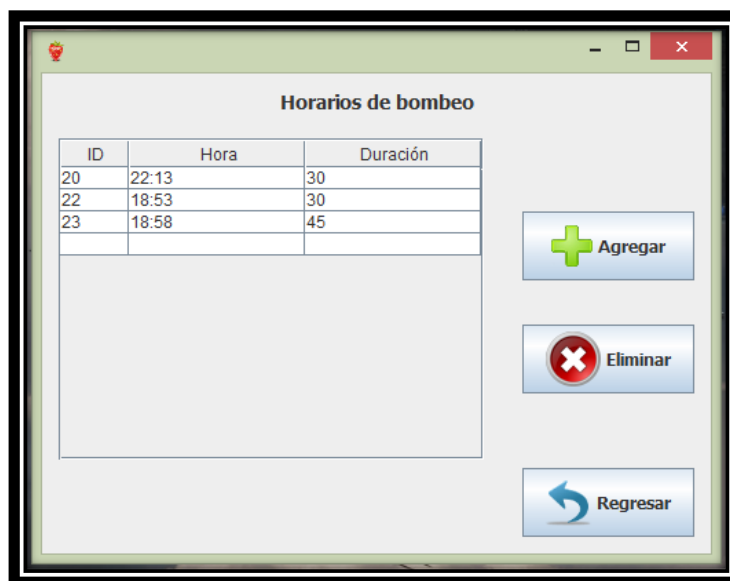 Horarios de bombeo
ID Hora Duración
20 22:13 30
22 18:53 30
23 18:58 45
Agregar
Eliminar
Regresar